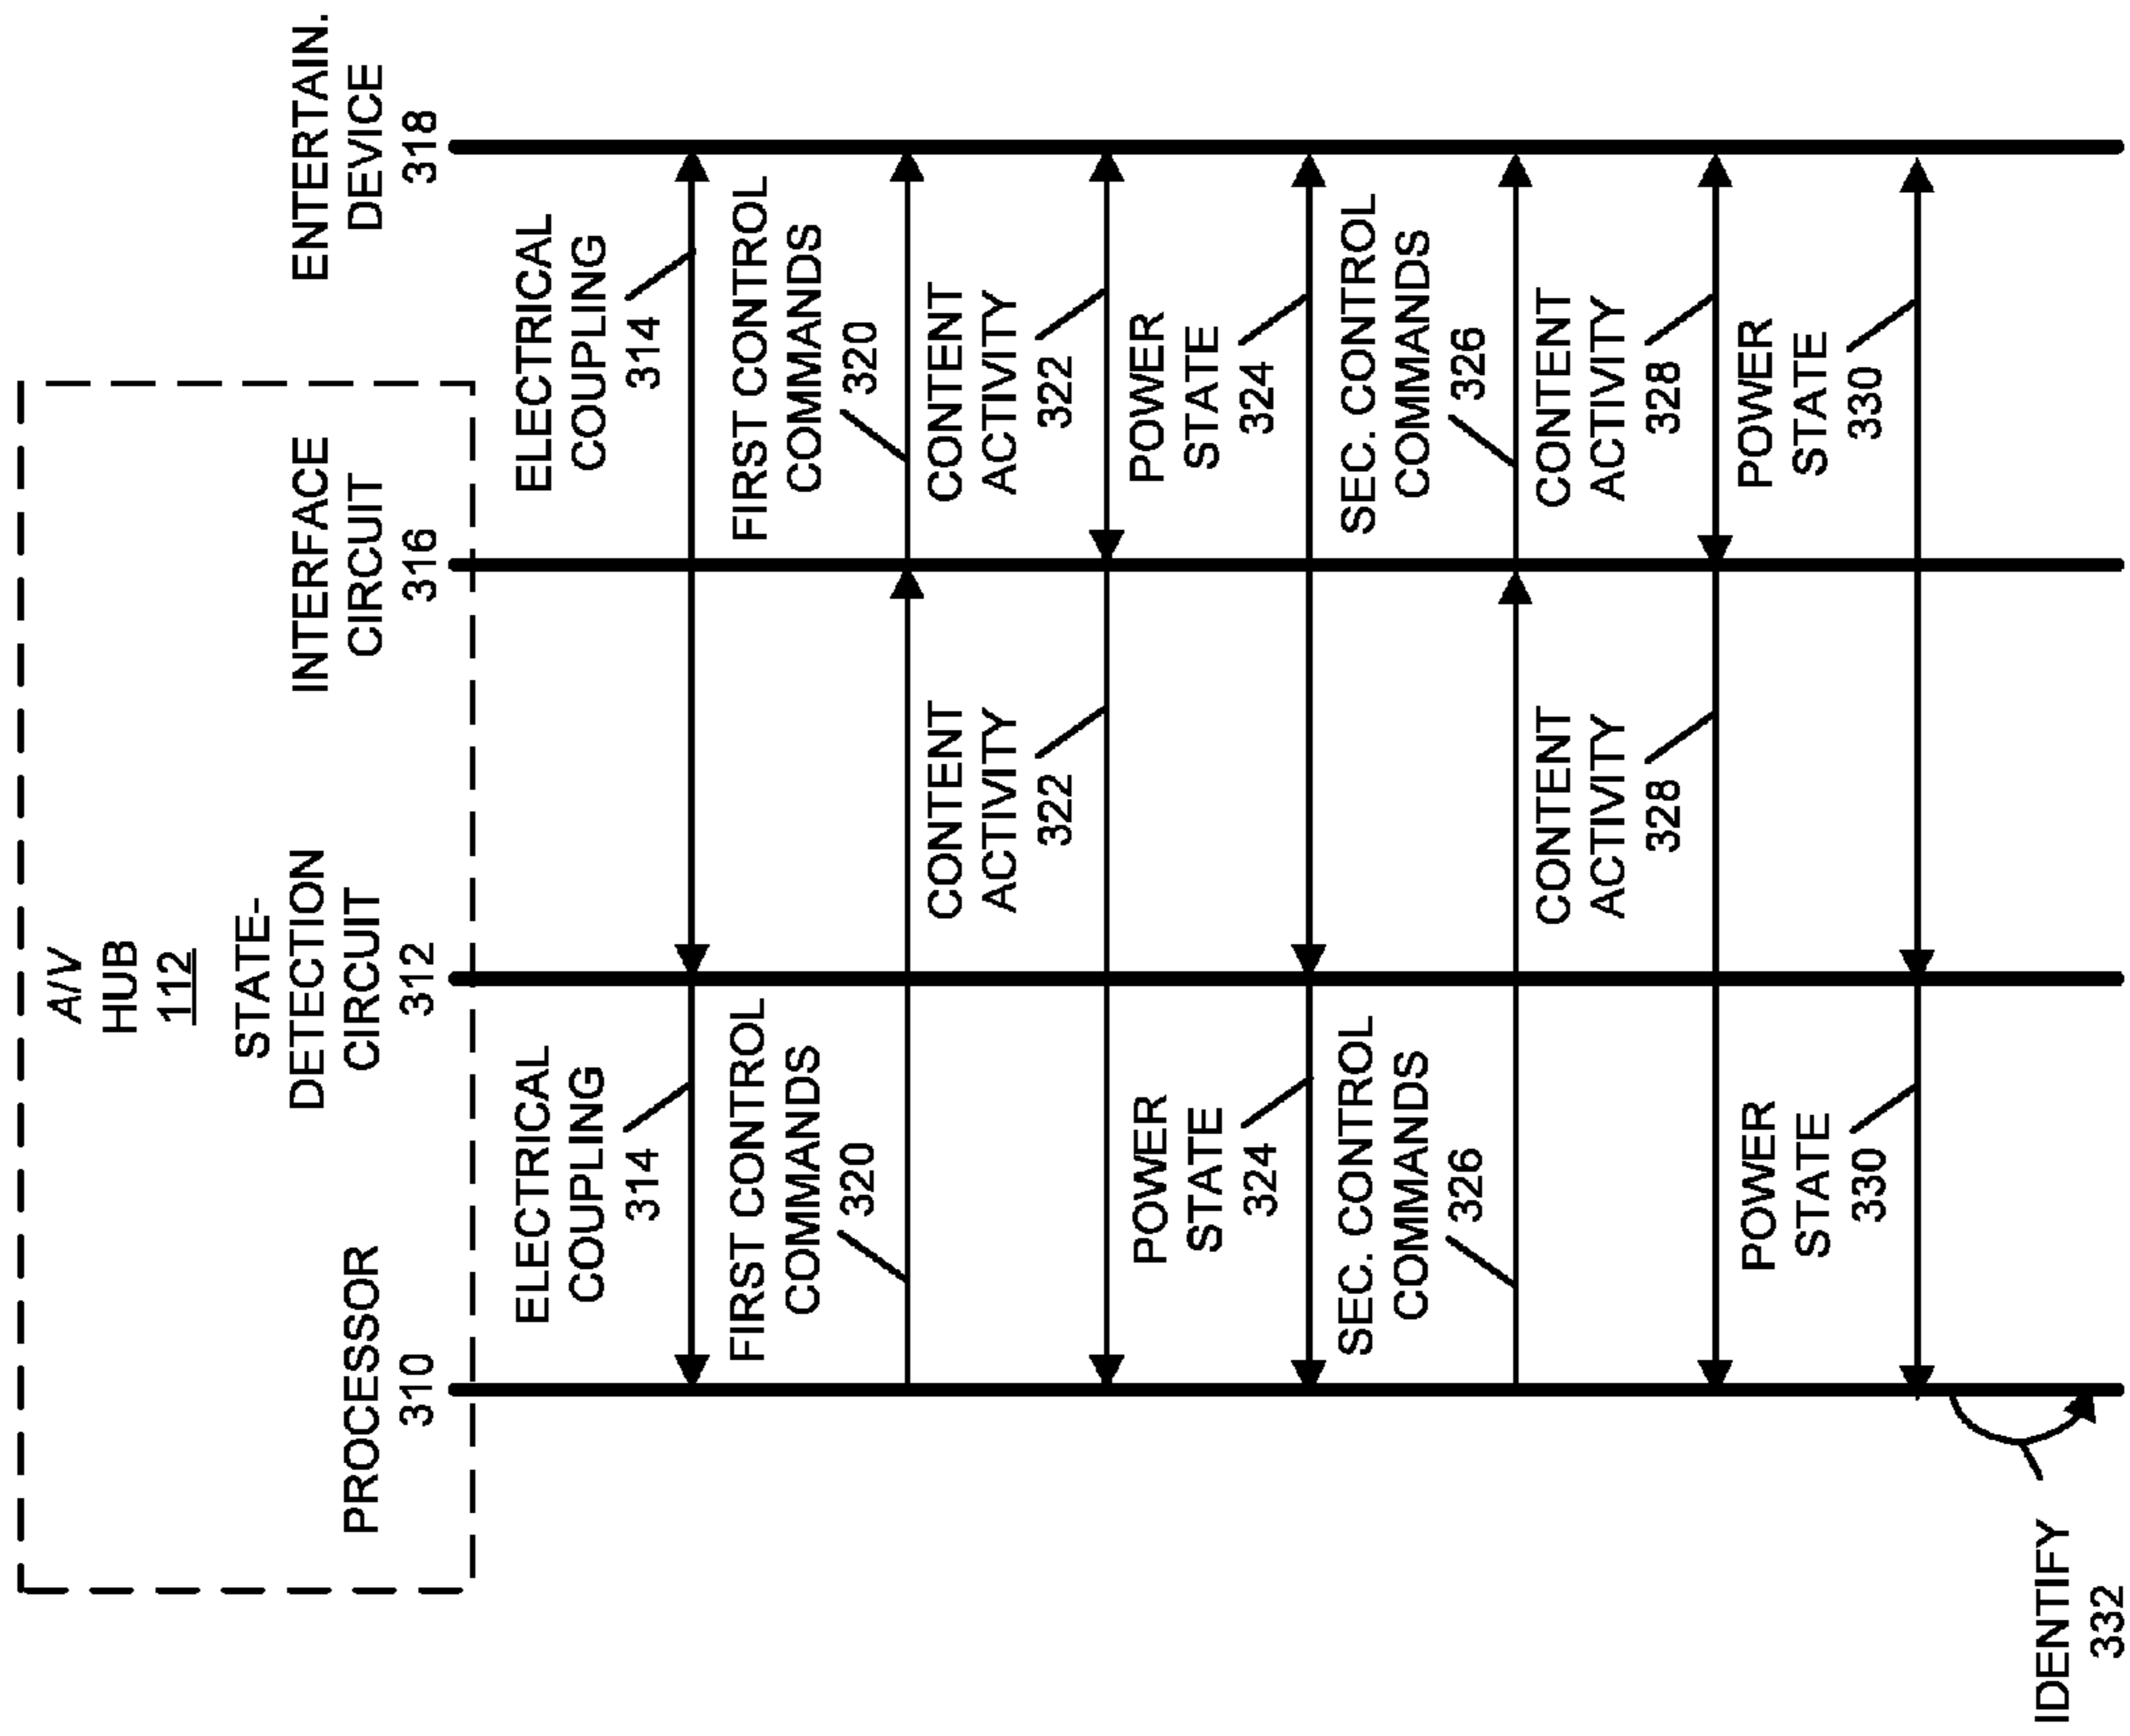 A/V
HUB
112
PROCESSOR
310
STATE-
DETECTION
CIRCUIT
312
INTERFACE
CIRCUIT
316
ENTERTAIN.
DEVICE
318
ELECTRICAL
COUPLING
314
ELECTRICAL
COUPLING
314
FIRST CONTROL
COMMANDS
320
FIRST CONTROL
COMMANDS
320
CONTENT
ACTIVITY
322
CONTENT
ACTIVITY
322
POWER
STATE
324
POWER
STATE
324
SEC. CONTROL
COMMANDS
326
SEC. CONTROL
COMMANDS
326
CONTENT
ACTIVITY
328
CONTENT
ACTIVITY
328
POWER
STATE
330
POWER
STATE
330
IDENTIFY
332